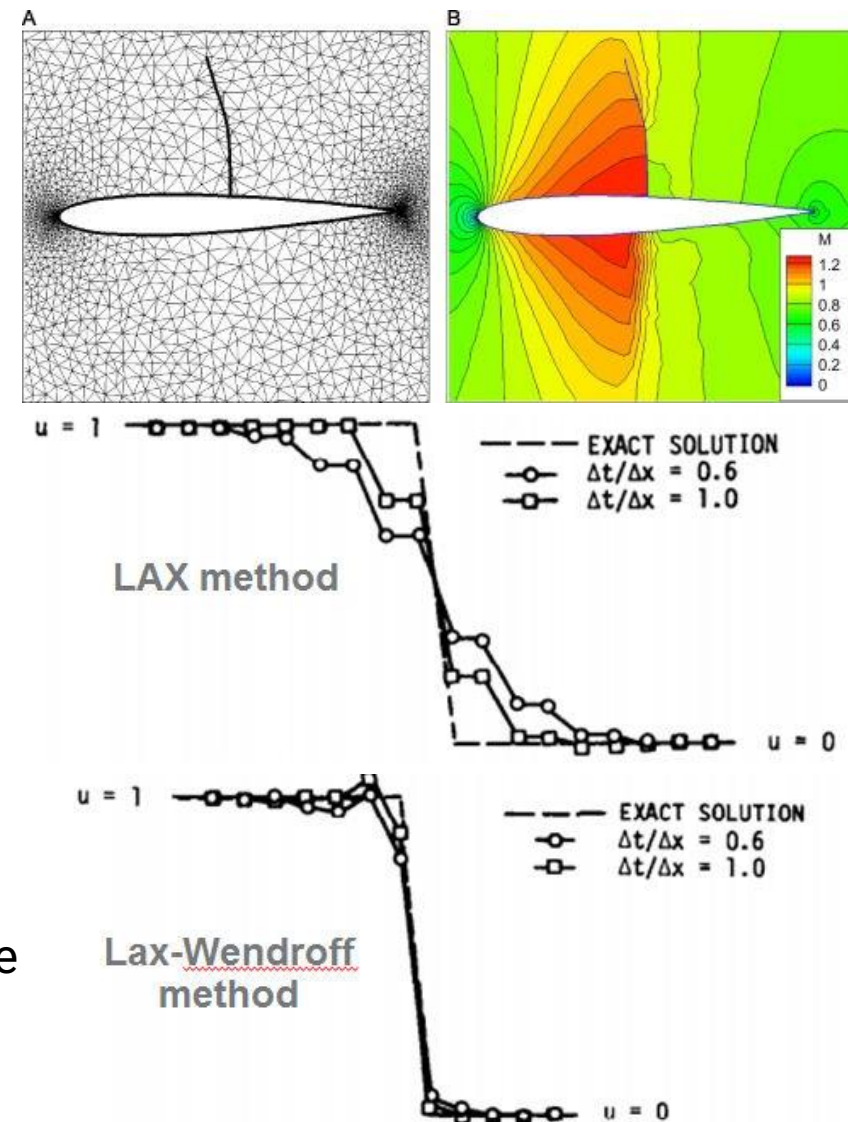 A
B
M
1.2
1
0.8
0.6
0.4
0.2
0
u = 1
EXACT SOLUTION
Δt/Δx = 0.6
Δt/Δx = 1.0
LAX method
u = 0
u = 1
EXACT SOLUTION
Δt/Δx = 0.6
Δt/Δx = 1.0
e
Lax-Wendroff
method
u = 0